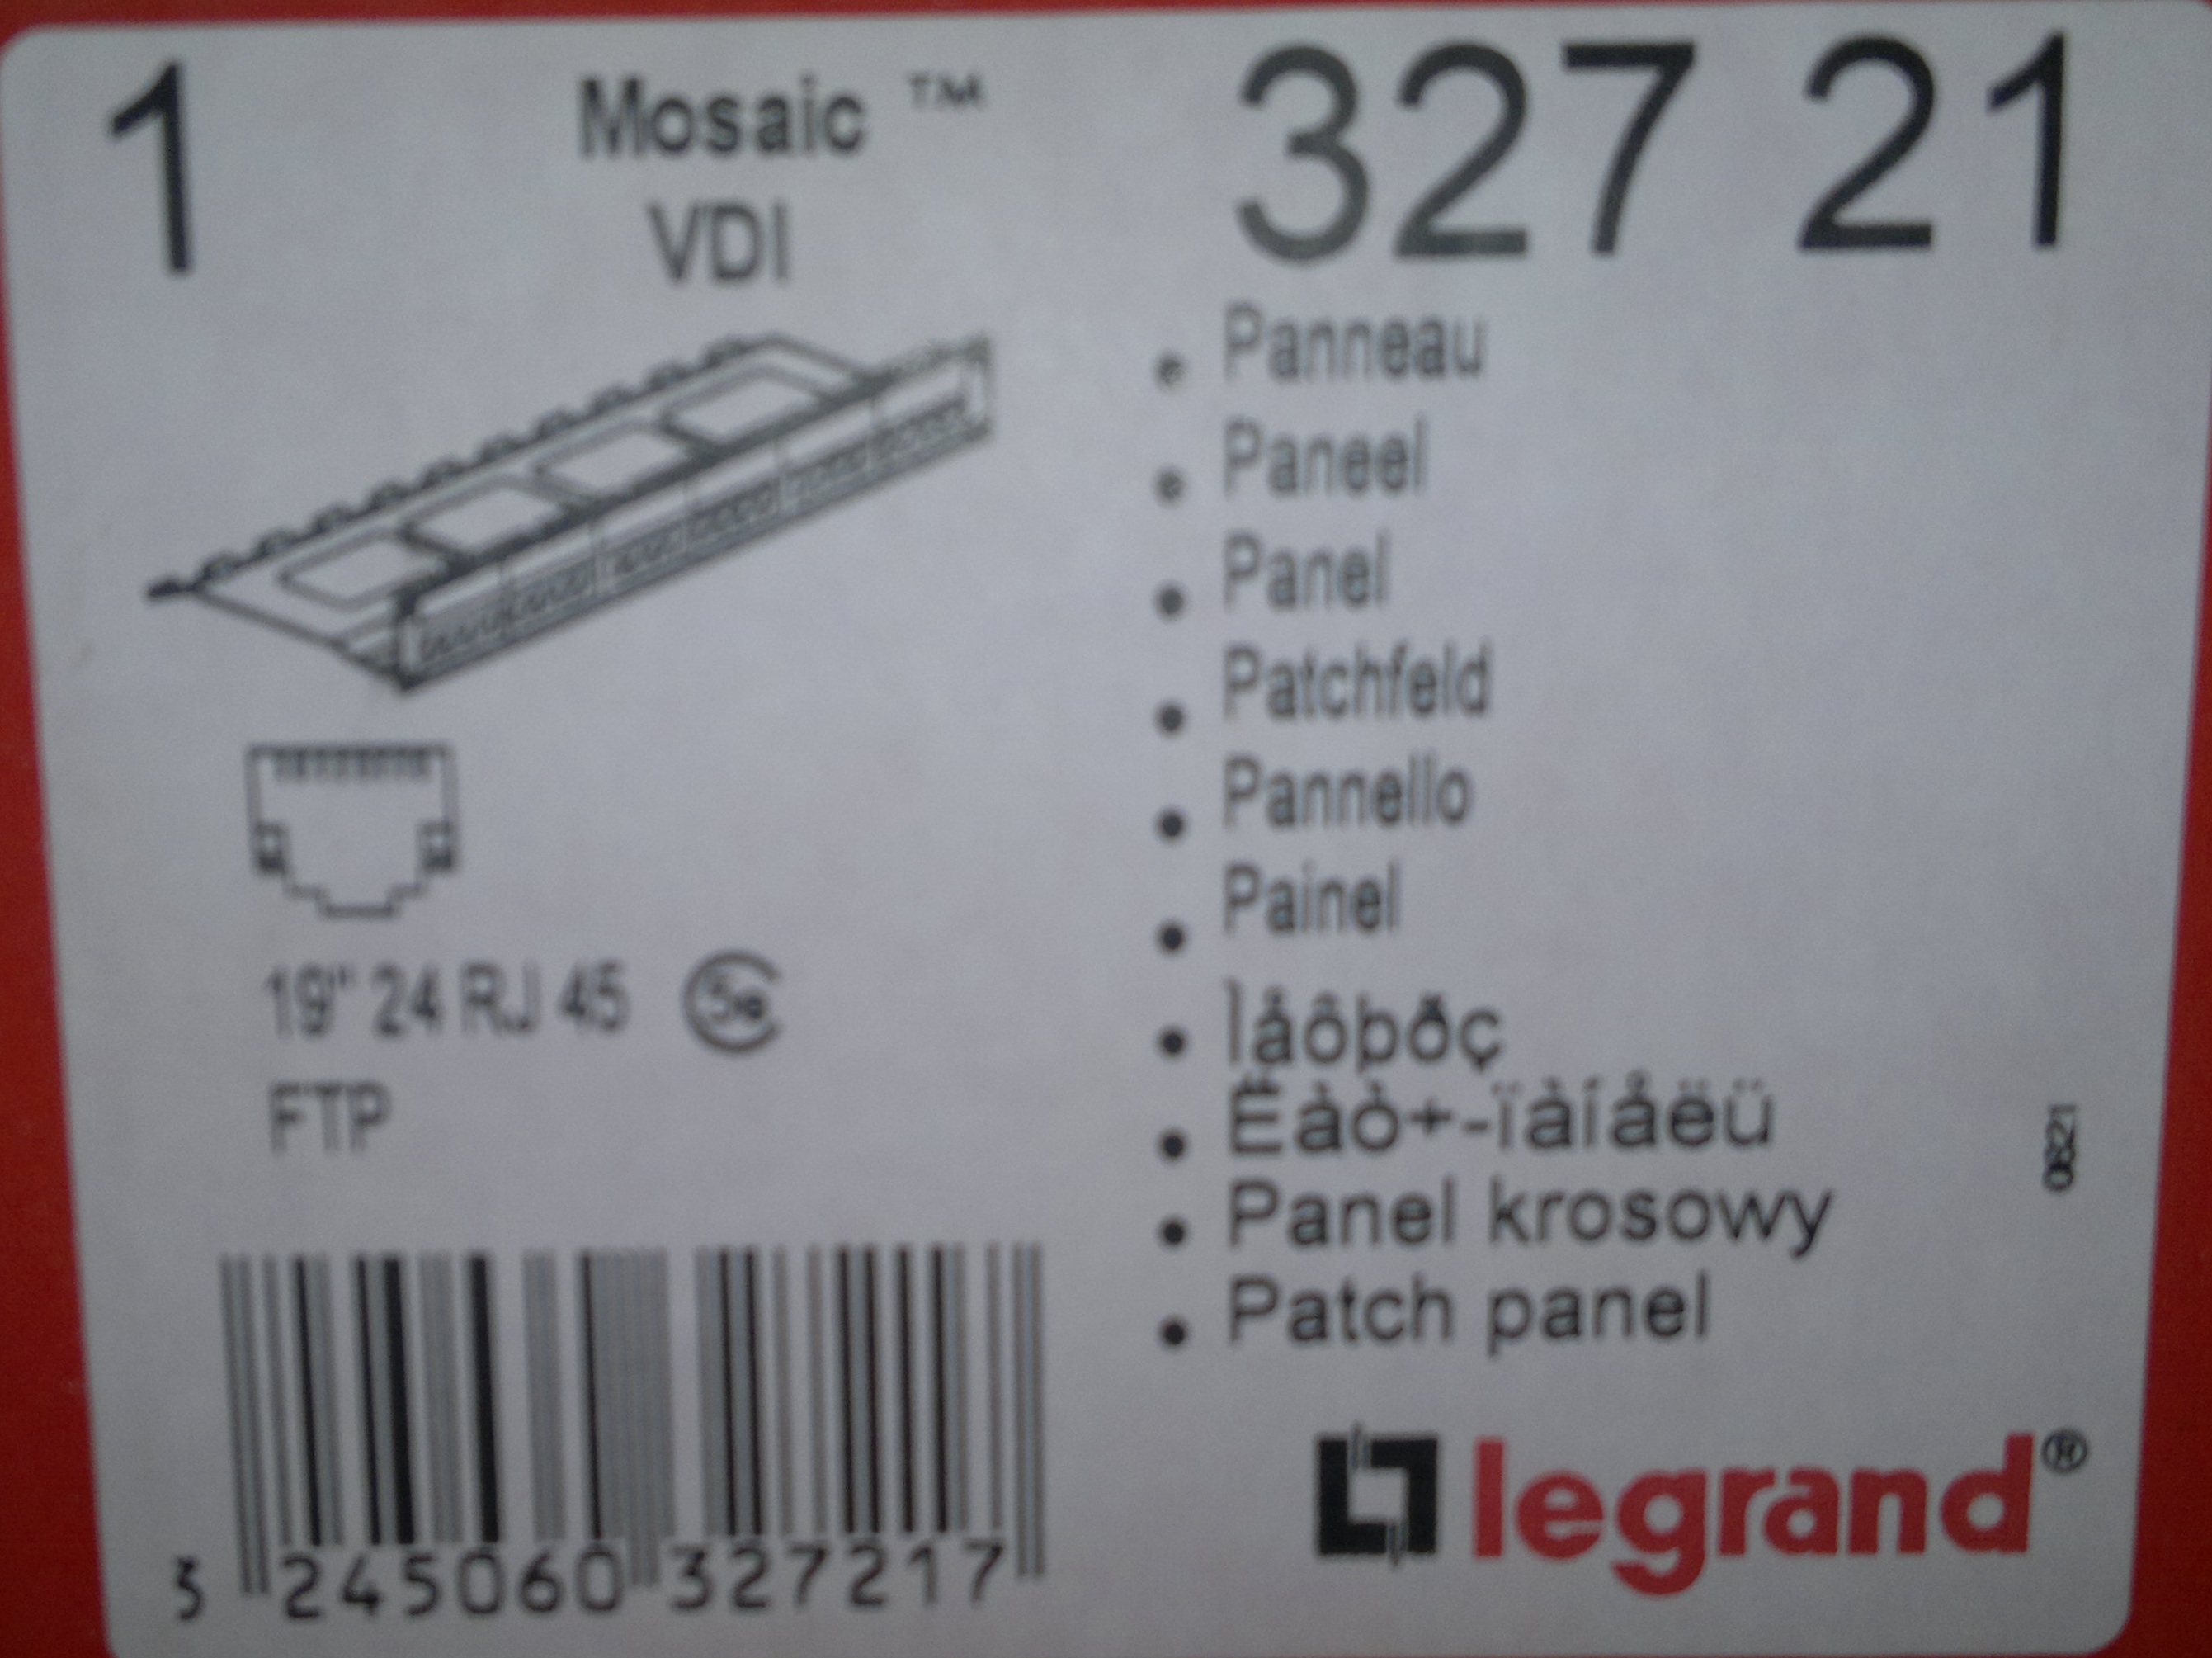 1
Mosaic ™
VDI
327 21
Panneau
Paneel
Panel
Patchfeld
Pannello
Painel
Ìåôþðç
Ëàò+-ïàíåëü
Panel krosowy
Patch panel
19" 24 RJ 45 5e
FTP
0821
3 245060 327217
legrand®